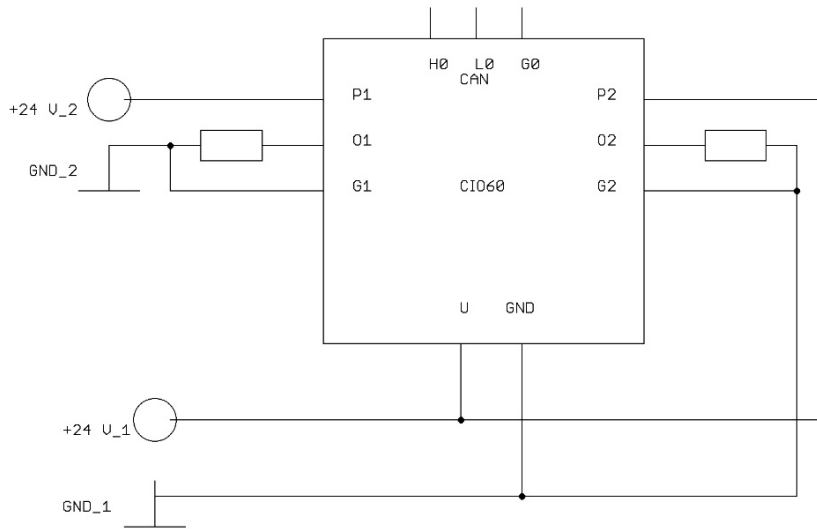 H0 L0 G0
CAN
P1 P2
+24 V_2
O1 O2
GND_2
G1 CIO60 G2
U GND
+24 V_1
GND_1